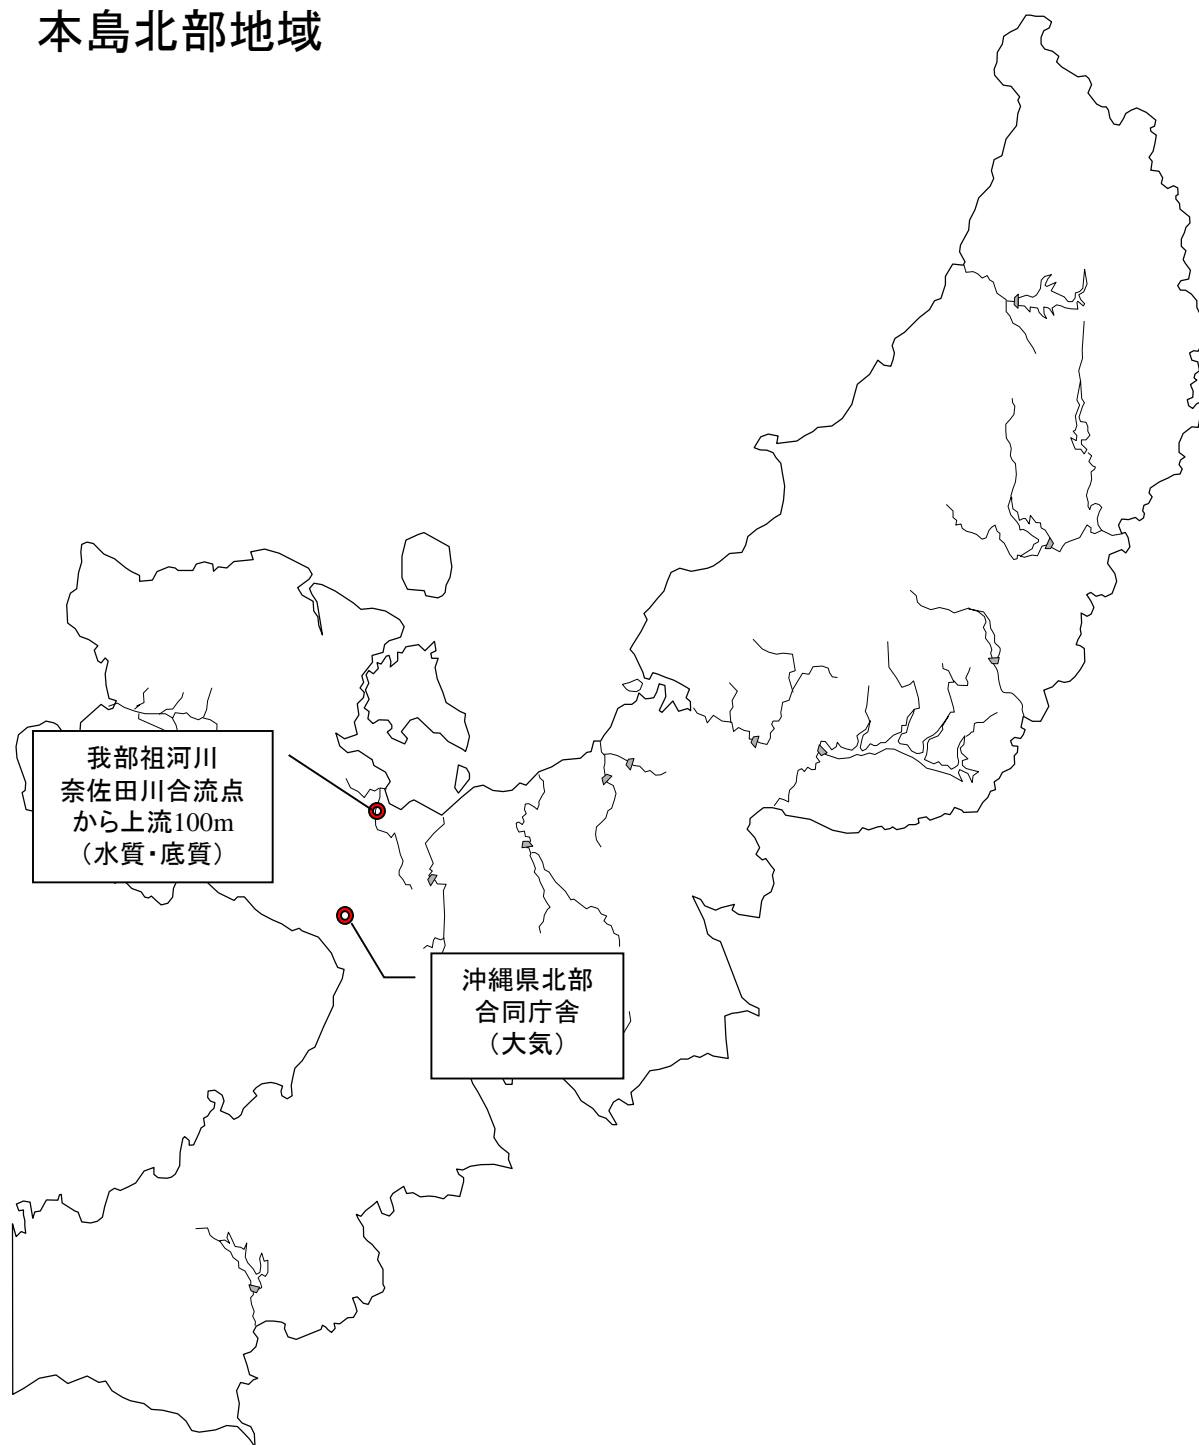 本島北部地域
我部祖河川
奈佐田川合流点
から上流100m
（水質・底質）
沖縄県北部
合同庁舎
（大気）